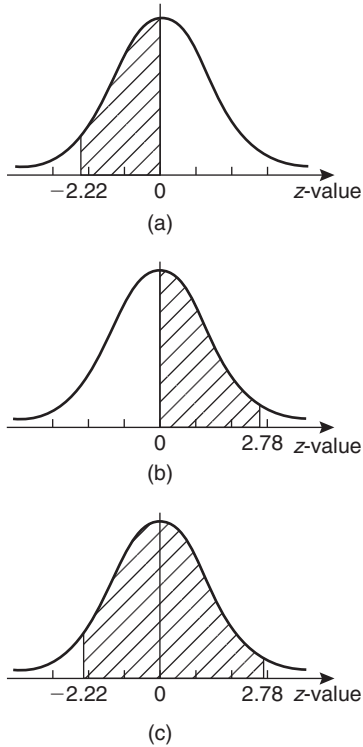 −2.22 0 z-value
(a)
0 2.78 z-value
(b)
−2.22 0 2.78 z-value
(c)